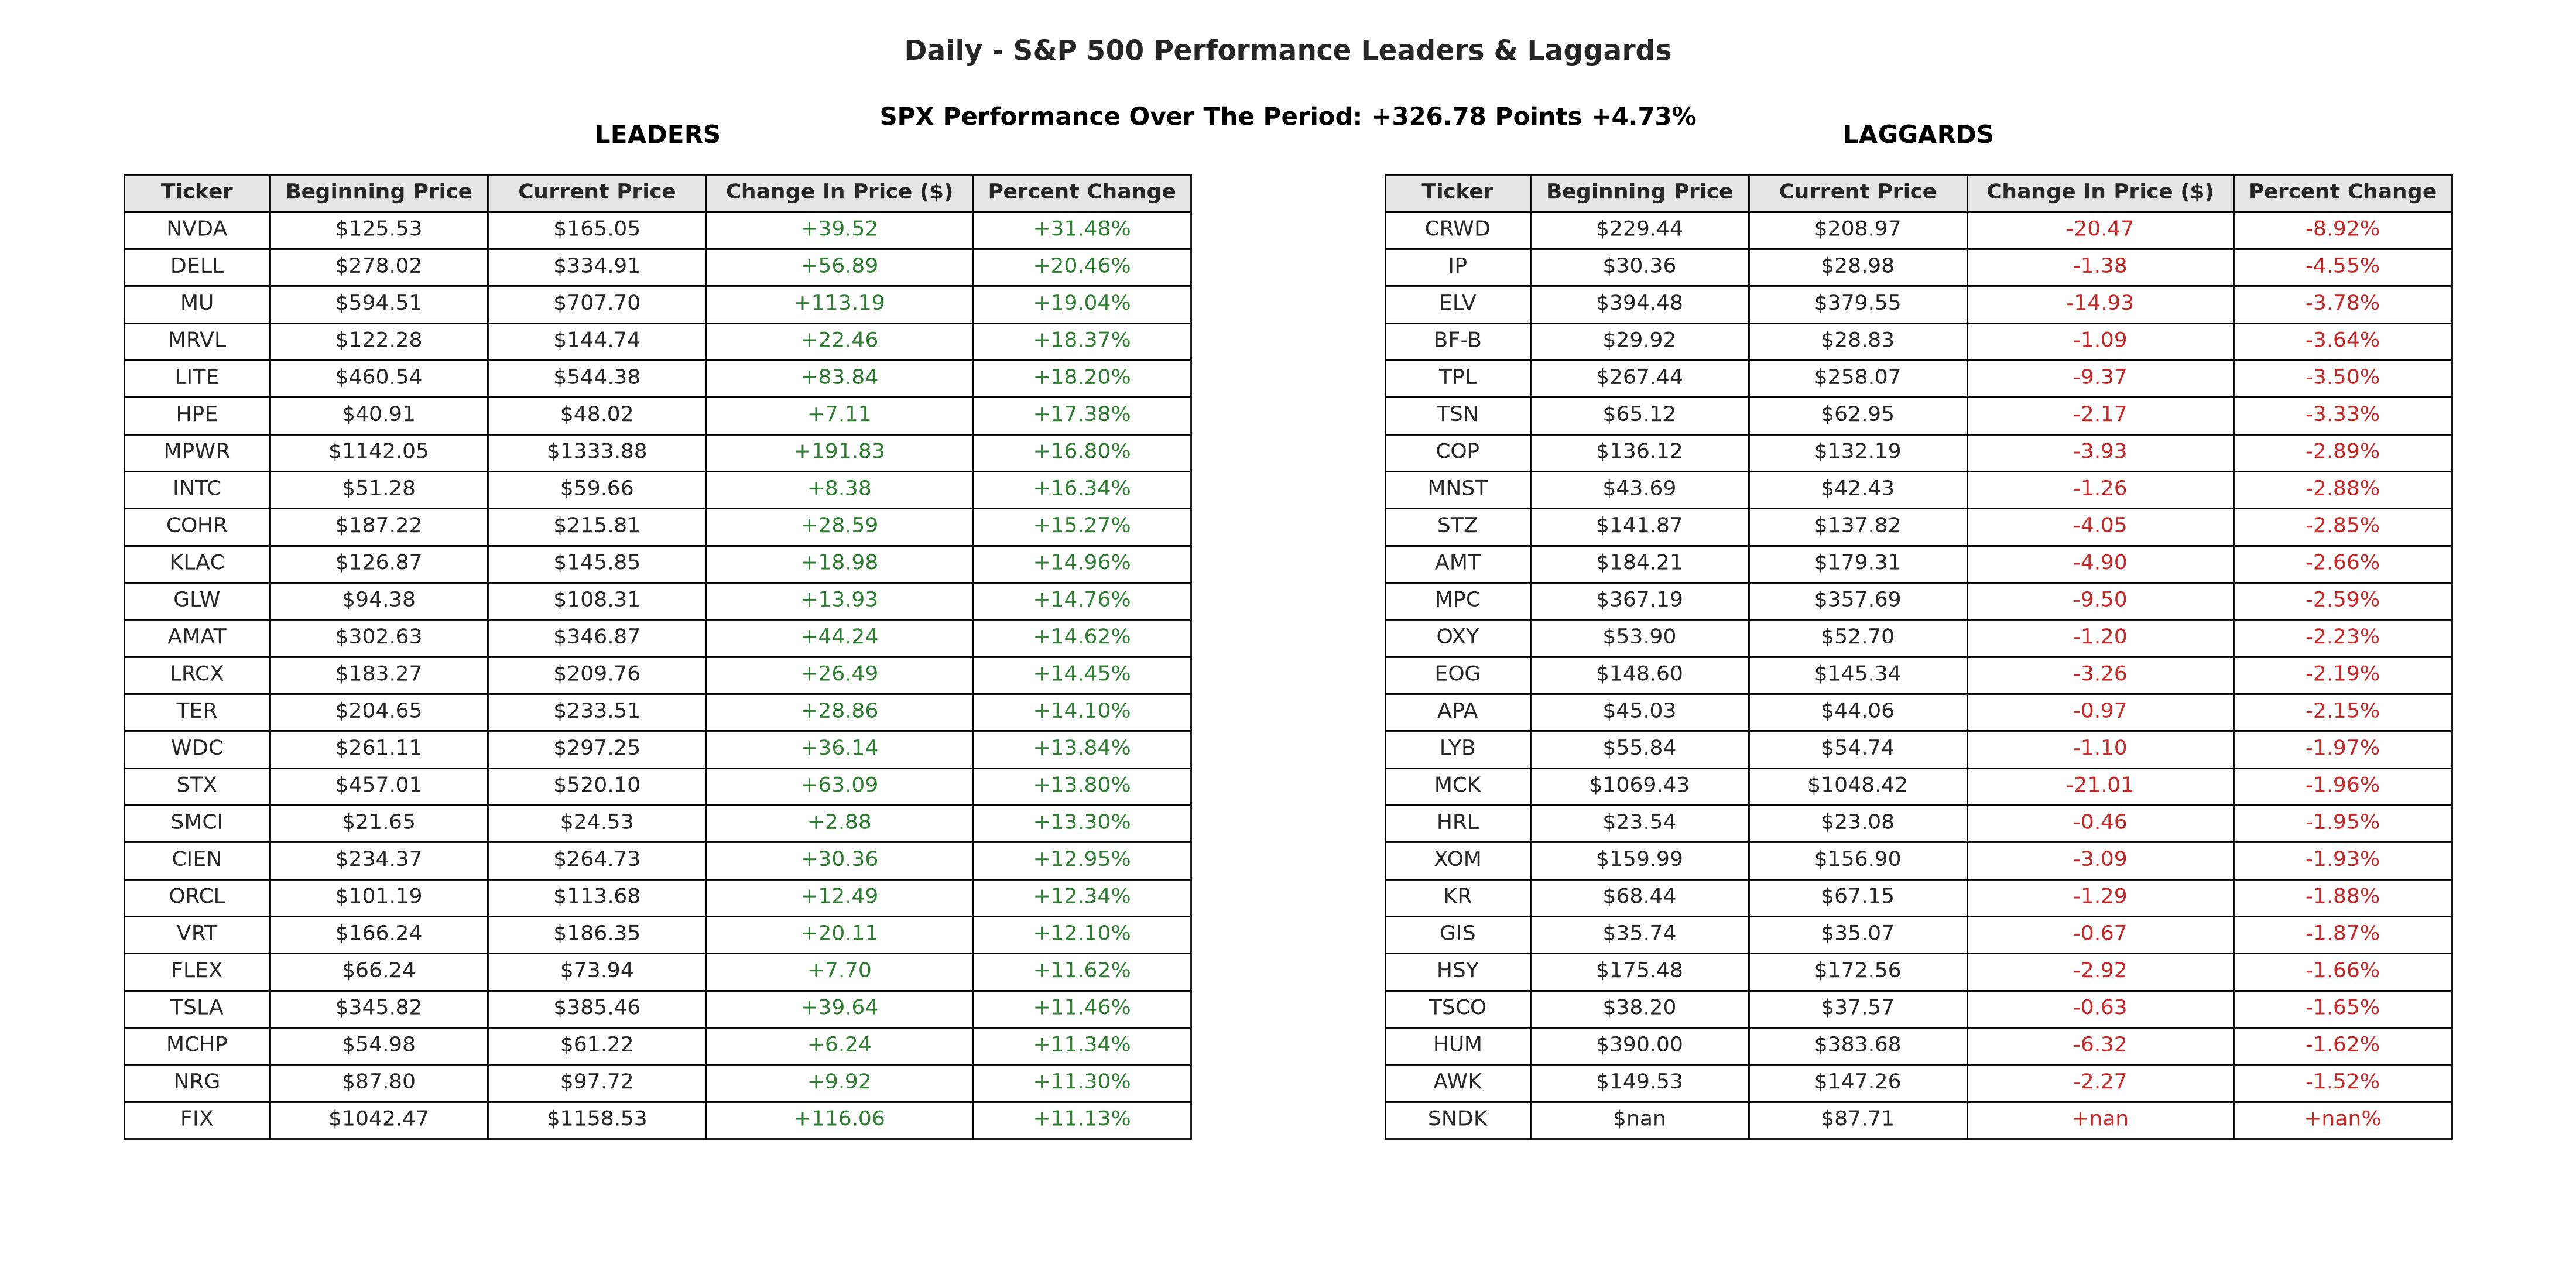 Daily - S&P 500 Performance Leaders & Laggards
SPX Performance Over The Period: +326.78 Points +4.73%
LEADERS
Ticker Beginning Price Current Price Change In Price ($) Percent Change
NVDA $125.53 $165.05 +39.52 +31.48%
DELL $278.02 $334.91 +56.89 +20.46%
MU $594.51 $707.70 +113.19 +19.04%
MRVL $122.28 $144.74 +22.46 +18.37%
LITE $460.54 $544.38 +83.84 +18.20%
HPE $40.91 $48.02 +7.11 +17.38%
MPWR $1142.05 $1333.88 +191.83 +16.80%
INTC $51.28 $59.66 +8.38 +16.34%
COHR $187.22 $215.81 +28.59 +15.27%
KLAC $126.87 $145.85 +18.98 +14.96%
GLW $94.38 $108.31 +13.93 +14.76%
AMAT $302.63 $346.87 +44.24 +14.62%
LRCX $183.27 $209.76 +26.49 +14.45%
TER $204.65 $233.51 +28.86 +14.10%
WDC $261.11 $297.25 +36.14 +13.84%
STX $457.01 $520.10 +63.09 +13.80%
SMCI $21.65 $24.53 +2.88 +13.30%
CIEN $234.37 $264.73 +30.36 +12.95%
ORCL $101.19 $113.68 +12.49 +12.34%
VRT $166.24 $186.35 +20.11 +12.10%
FLEX $66.24 $73.94 +7.70 +11.62%
TSLA $345.82 $385.46 +39.64 +11.46%
MCHP $54.98 $61.22 +6.24 +11.34%
NRG $87.80 $97.72 +9.92 +11.30%
FIX $1042.47 $1158.53 +116.06 +11.13%
LAGGARDS
Ticker Beginning Price Current Price Change In Price ($) Percent Change
CRWD $229.44 $208.97 -20.47 -8.92%
IP $30.36 $28.98 -1.38 -4.55%
ELV $394.48 $379.55 -14.93 -3.78%
BF-B $29.92 $28.83 -1.09 -3.64%
TPL $267.44 $258.07 -9.37 -3.50%
TSN $65.12 $62.95 -2.17 -3.33%
COP $136.12 $132.19 -3.93 -2.89%
MNST $43.69 $42.43 -1.26 -2.88%
STZ $141.87 $137.82 -4.05 -2.85%
AMT $184.21 $179.31 -4.90 -2.66%
MPC $367.19 $357.69 -9.50 -2.59%
OXY $53.90 $52.70 -1.20 -2.23%
EOG $148.60 $145.34 -3.26 -2.19%
APA $45.03 $44.06 -0.97 -2.15%
LYB $55.84 $54.74 -1.10 -1.97%
MCK $1069.43 $1048.42 -21.01 -1.96%
HRL $23.54 $23.08 -0.46 -1.95%
XOM $159.99 $156.90 -3.09 -1.93%
KR $68.44 $67.15 -1.29 -1.88%
GIS $35.74 $35.07 -0.67 -1.87%
HSY $175.48 $172.56 -2.92 -1.66%
TSCO $38.20 $37.57 -0.63 -1.65%
HUM $390.00 $383.68 -6.32 -1.62%
AWK $149.53 $147.26 -2.27 -1.52%
SNDK $nan $87.71 +nan +nan%